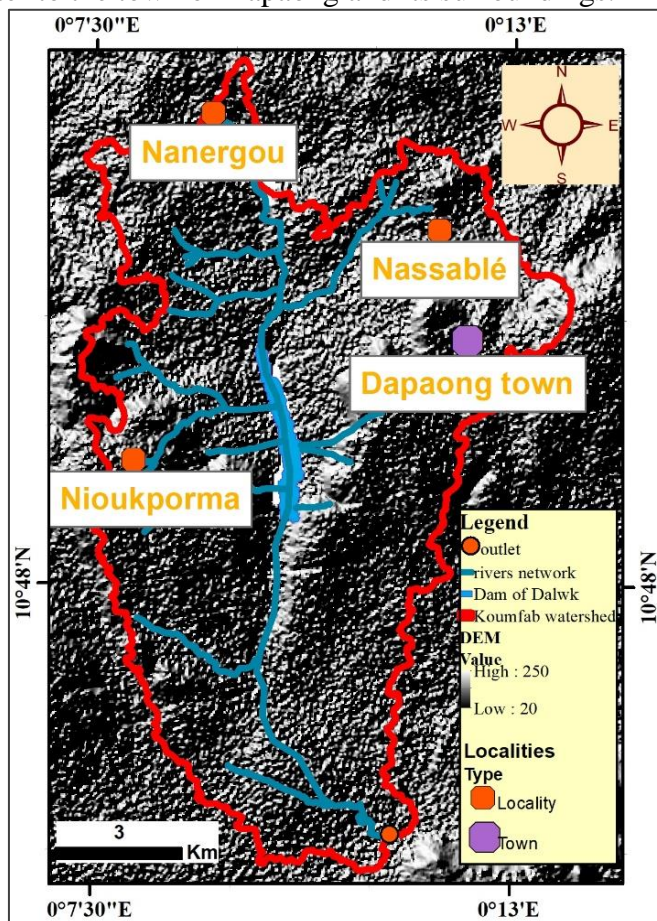 0°7'30"E 0°13'E
N
W E
S
Nanergou
Nassablé
Dapaong town
Nioukporma
10°48'N
10°48'N
Legend
outlet
rivers network
Dam of Dalwk
Koumfab watershed
DEM
Value
High : 250
Low : 20
Localities
Type
Locality
Town
3
Km
0°7'30"E 0°13'E